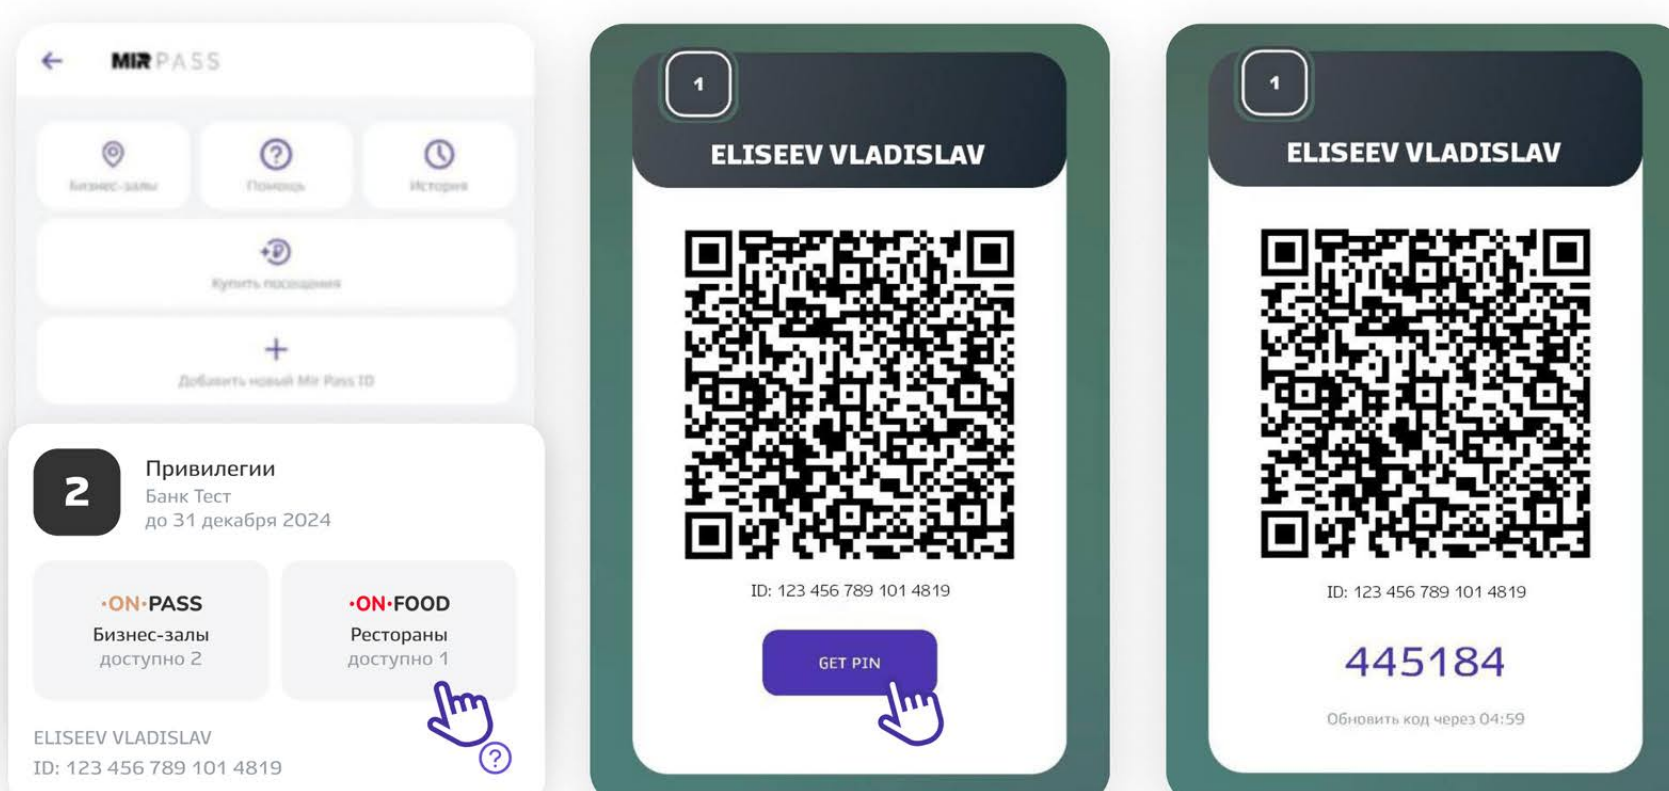 MIR PASS
Бизнес-залы
Помощь
История
Купить посещения
Добавить новый Mir Pass ID
2
Привилегии
Банк Тест
до 31 декабря 2024
·ON·PASS
Бизнес-залы
доступно 2
·ON·FOOD
Рестораны
доступно 1
ELISEEV VLADISLAV
ID: 123 456 789 101 4819
?
1
ELISEEV VLADISLAV
ID: 123 456 789 101 4819
GET PIN
1
ELISEEV VLADISLAV
ID: 123 456 789 101 4819
445184
Обновить код через 04:59